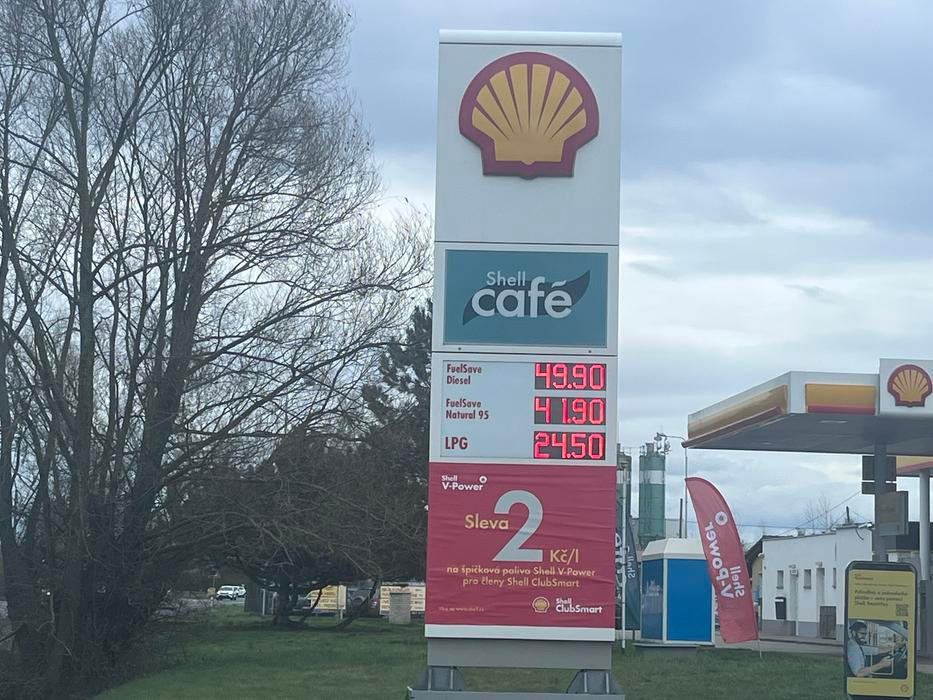 Shell
café
FuelSave
Diesel
49.90
FuelSave
Natural 95
41.90
LPG
24.50
Shell
V-Power
Sleva 2 Kč/l
na špičková paliva Shell V-Power
pro členy Shell ClubSmart
Shell
ClubSmart
Shell
V-Power